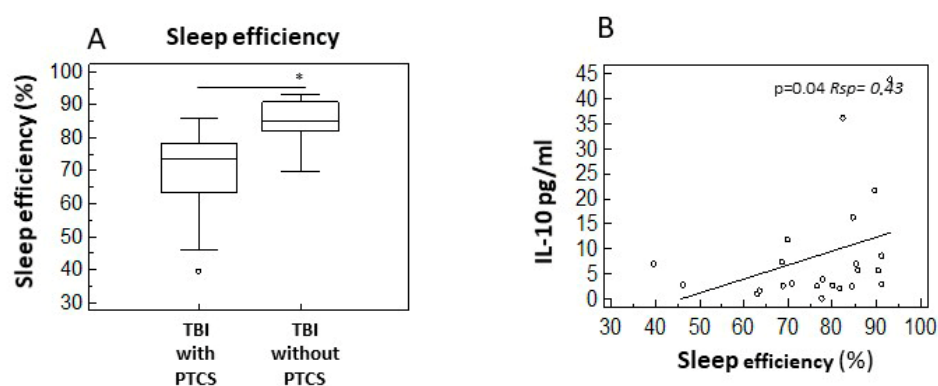 A
Sleep efficiency
Sleep efficiency (%)
100
90
80
70
60
50
40
30
*
TBI
with
PTCS
TBI
without
PTCS
B
IL-10 pg/ml
45
40
35
30
25
20
15
10
5
0
p=0.04 Rsp= 0.43
30 40 50 60 70 80 90 100
Sleep efficiency (%)